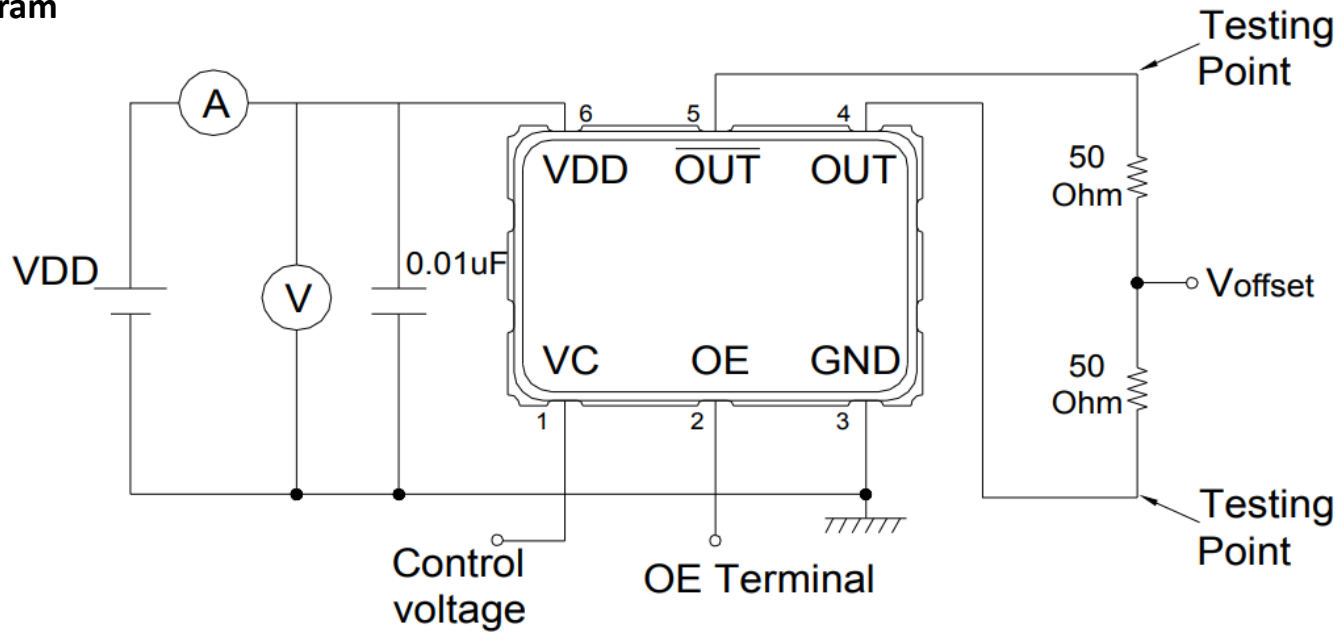 ram
Testing
Point
A
6
5
4
VDD
OUT
OUT
50
Ohm
VDD
0.01uF
V
Voffset
VC
OE
GND
50
Ohm
1
2
3
Control
voltage
OE Terminal
Testing
Point